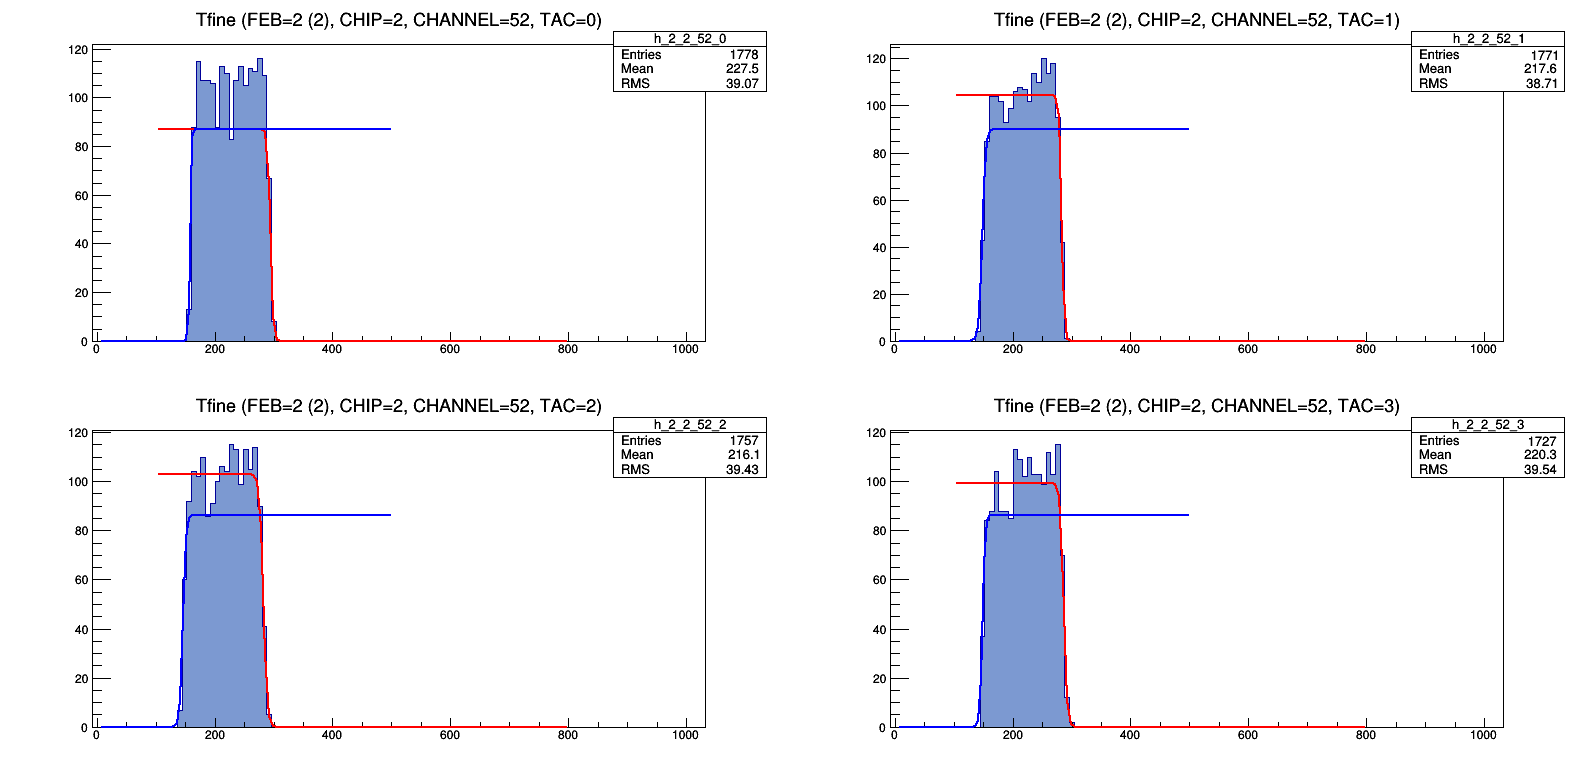 Tfine (FEB=2 (2), CHIP=2, CHANNEL=52, TAC=0)
h_2_2_52_0
Entries 1778
Mean 227.5
RMS 39.07
120
100
80
60
40
20
0
0 200 400 600 800 1000
Tfine (FEB=2 (2), CHIP=2, CHANNEL=52, TAC=1)
h_2_2_52_1
Entries 1771
Mean 217.6
RMS 38.71
120
100
80
60
40
20
0
0 200 400 600 800 1000
Tfine (FEB=2 (2), CHIP=2, CHANNEL=52, TAC=2)
h_2_2_52_2
Entries 1757
Mean 216.1
RMS 39.43
120
100
80
60
40
20
0
0 200 400 600 800 1000
Tfine (FEB=2 (2), CHIP=2, CHANNEL=52, TAC=3)
h_2_2_52_3
Entries 1727
Mean 220.3
RMS 39.54
120
100
80
60
40
20
0
0 200 400 600 800 1000